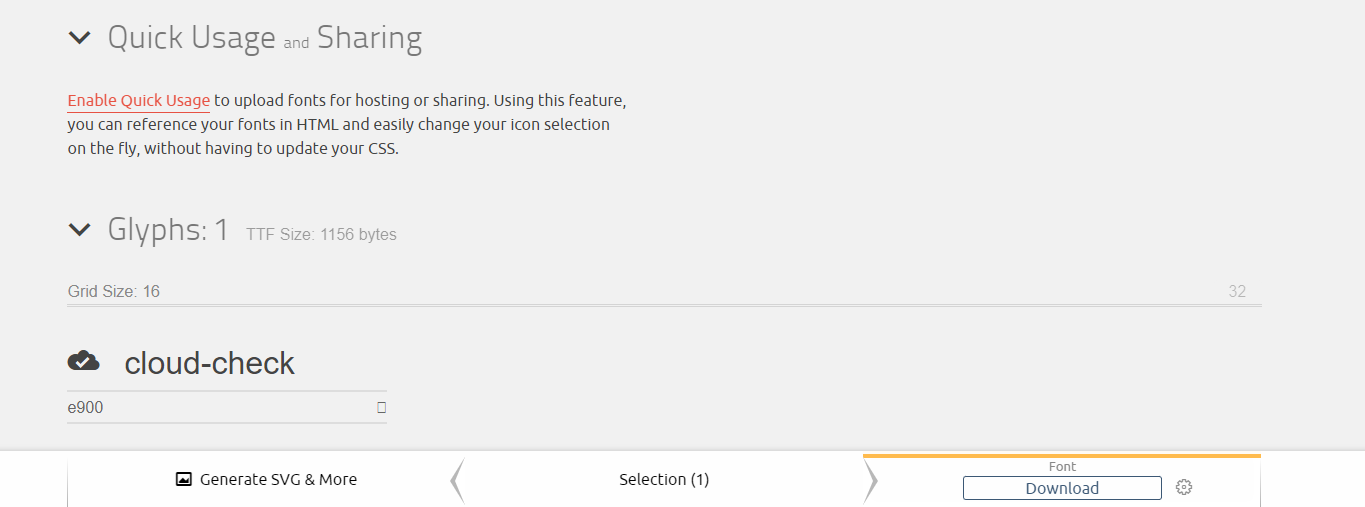 Quick Usage and Sharing
Enable Quick Usage to upload fonts for hosting or sharing. Using this feature,
you can reference your fonts in HTML and easily change your icon selection
on the fly, without having to update your CSS.
Glyphs: 1 TTF Size: 1156 bytes
Grid Size: 16 32
cloud-check
e900
Generate SVG & More
Selection (1)
Font
Download